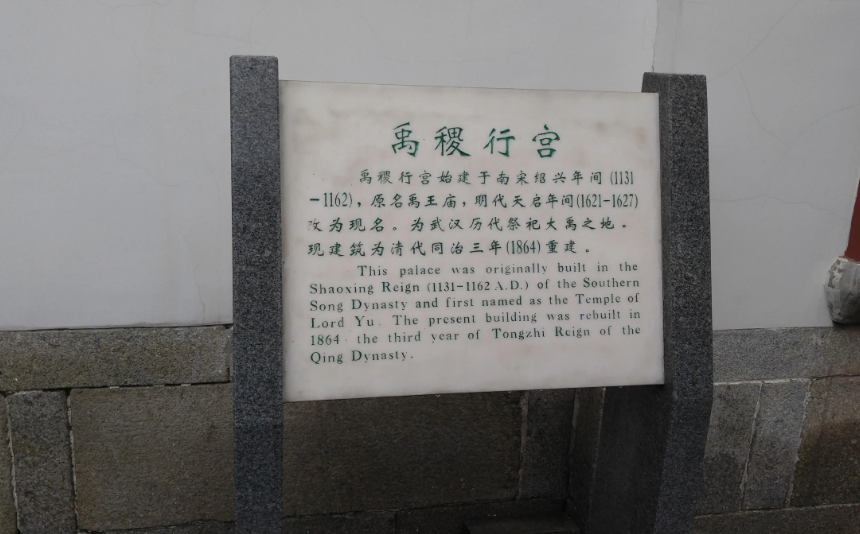 禹稷行宫
禹稷行宫始建于南宋绍兴年间(1131
-1162)，原名禹王庙，明代天启年间(1621-1627)
改为现名。为武汉历代祭祀大禹之地。
现建筑为清代同治三年(1864)重建。
This palace was originally built in the
Shaoxing Reign (1131-1162 A.D.) of the Southern
Song Dynasty and first named as the Temple of
Lord Yu. The present building was rebuilt in
1864 the third year of Tongzhi Reign of the
Qing Dynasty.